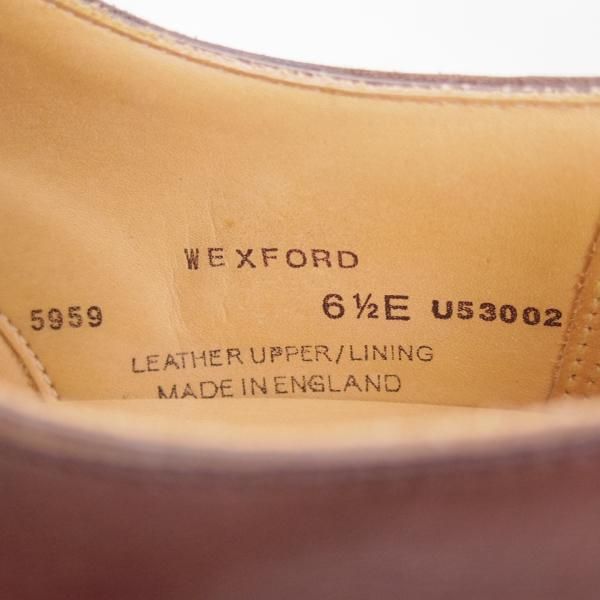 WEXFORD
5959 6½E U53002
LEATHER UPPER/LINING
MADE IN ENGLAND